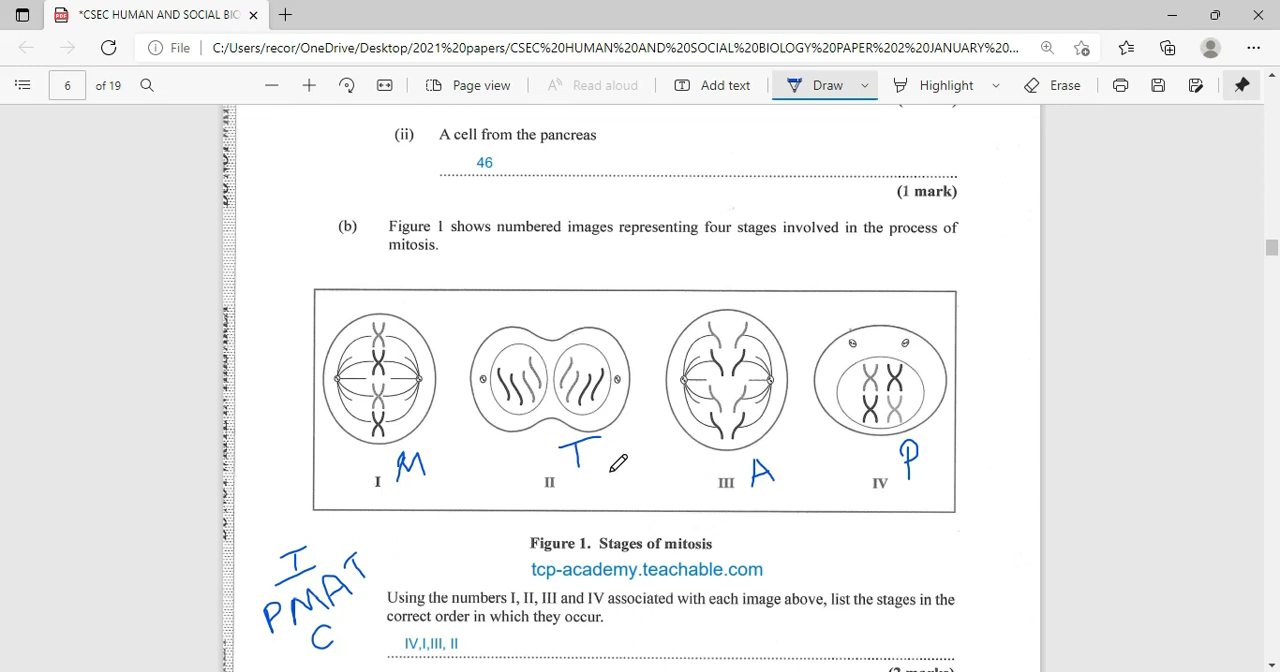 *CSEC HUMAN AND SOCIAL BIO
File C:/Users/recor/OneDrive/Desktop/2021%20papers/CSEC%20HUMAN%20AND%20SOCIAL%20BIOLOGY%20PAPER%202%20JANUARY%20...
6 of 19 Page view Read aloud Add text Draw Highlight Erase
(ii) A cell from the pancreas
46
(1 mark)
(b) Figure I shows numbered images representing four stages involved in the process of
mitosis.
M T A P
I II III IV
Figure 1. Stages of mitosis
tcp-academy.teachable.com
I
PMAT
C
Using the numbers I, II, III and IV associated with each image above, list the stages in the
correct order in which they occur.
IV,I,III, II